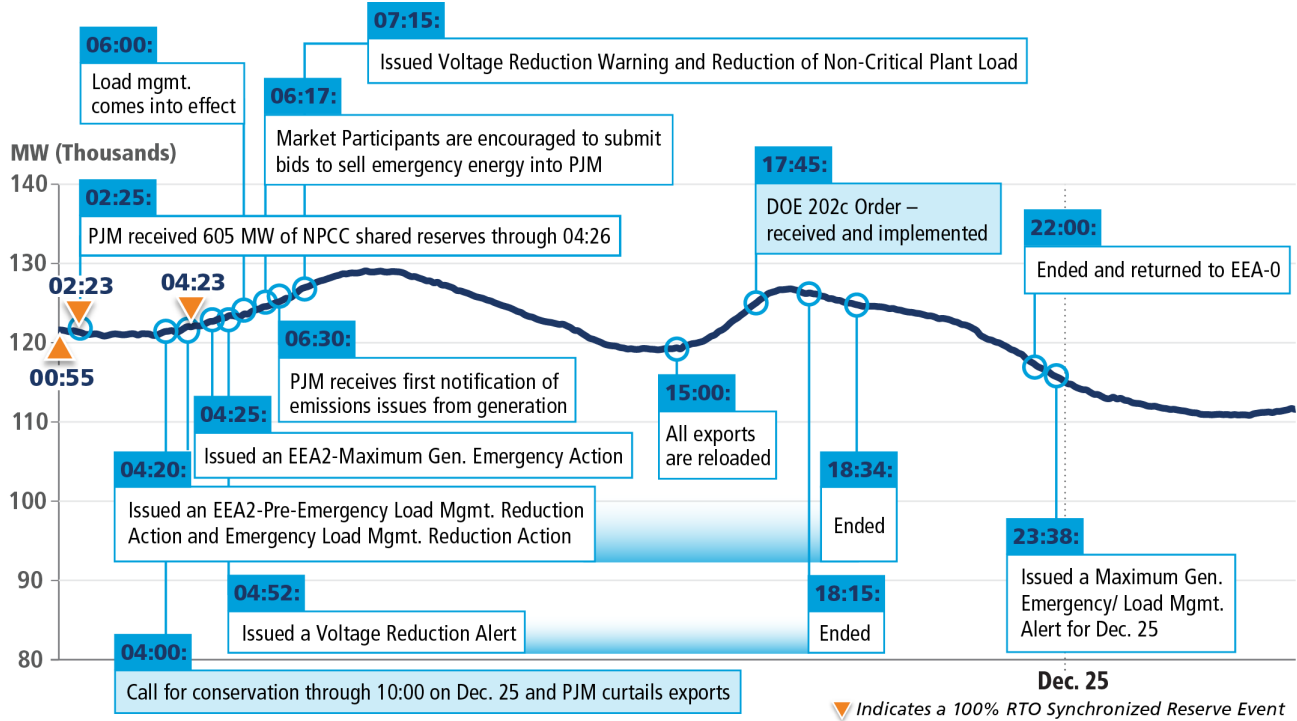 07:15:
Issued Voltage Reduction Warning and Reduction of Non-Critical Plant Load
06:00:
Load mgmt.
comes into effect
06:17:
Market Participants are encouraged to submit
bids to sell emergency energy into PJM
MW (Thousands)
140
130
120
110
100
90
80
02:25:
PJM received 605 MW of NPCC shared reserves through 04:26
17:45:
DOE 202c Order –
received and implemented
22:00:
Ended and returned to EEA-0
02:23
04:23
00:55
06:30:
PJM receives first notification of
emissions issues from generation
15:00:
All exports
are reloaded
04:25:
Issued an EEA2-Maximum Gen. Emergency Action
04:20:
Issued an EEA2-Pre-Emergency Load Mgmt. Reduction
Action and Emergency Load Mgmt. Reduction Action
18:34:
Ended
04:52:
Issued a Voltage Reduction Alert
18:15:
Ended
23:38:
Issued a Maximum Gen.
Emergency/ Load Mgmt.
Alert for Dec. 25
04:00:
Call for conservation through 10:00 on Dec. 25 and PJM curtails exports
Dec. 25
Indicates a 100% RTO Synchronized Reserve Event